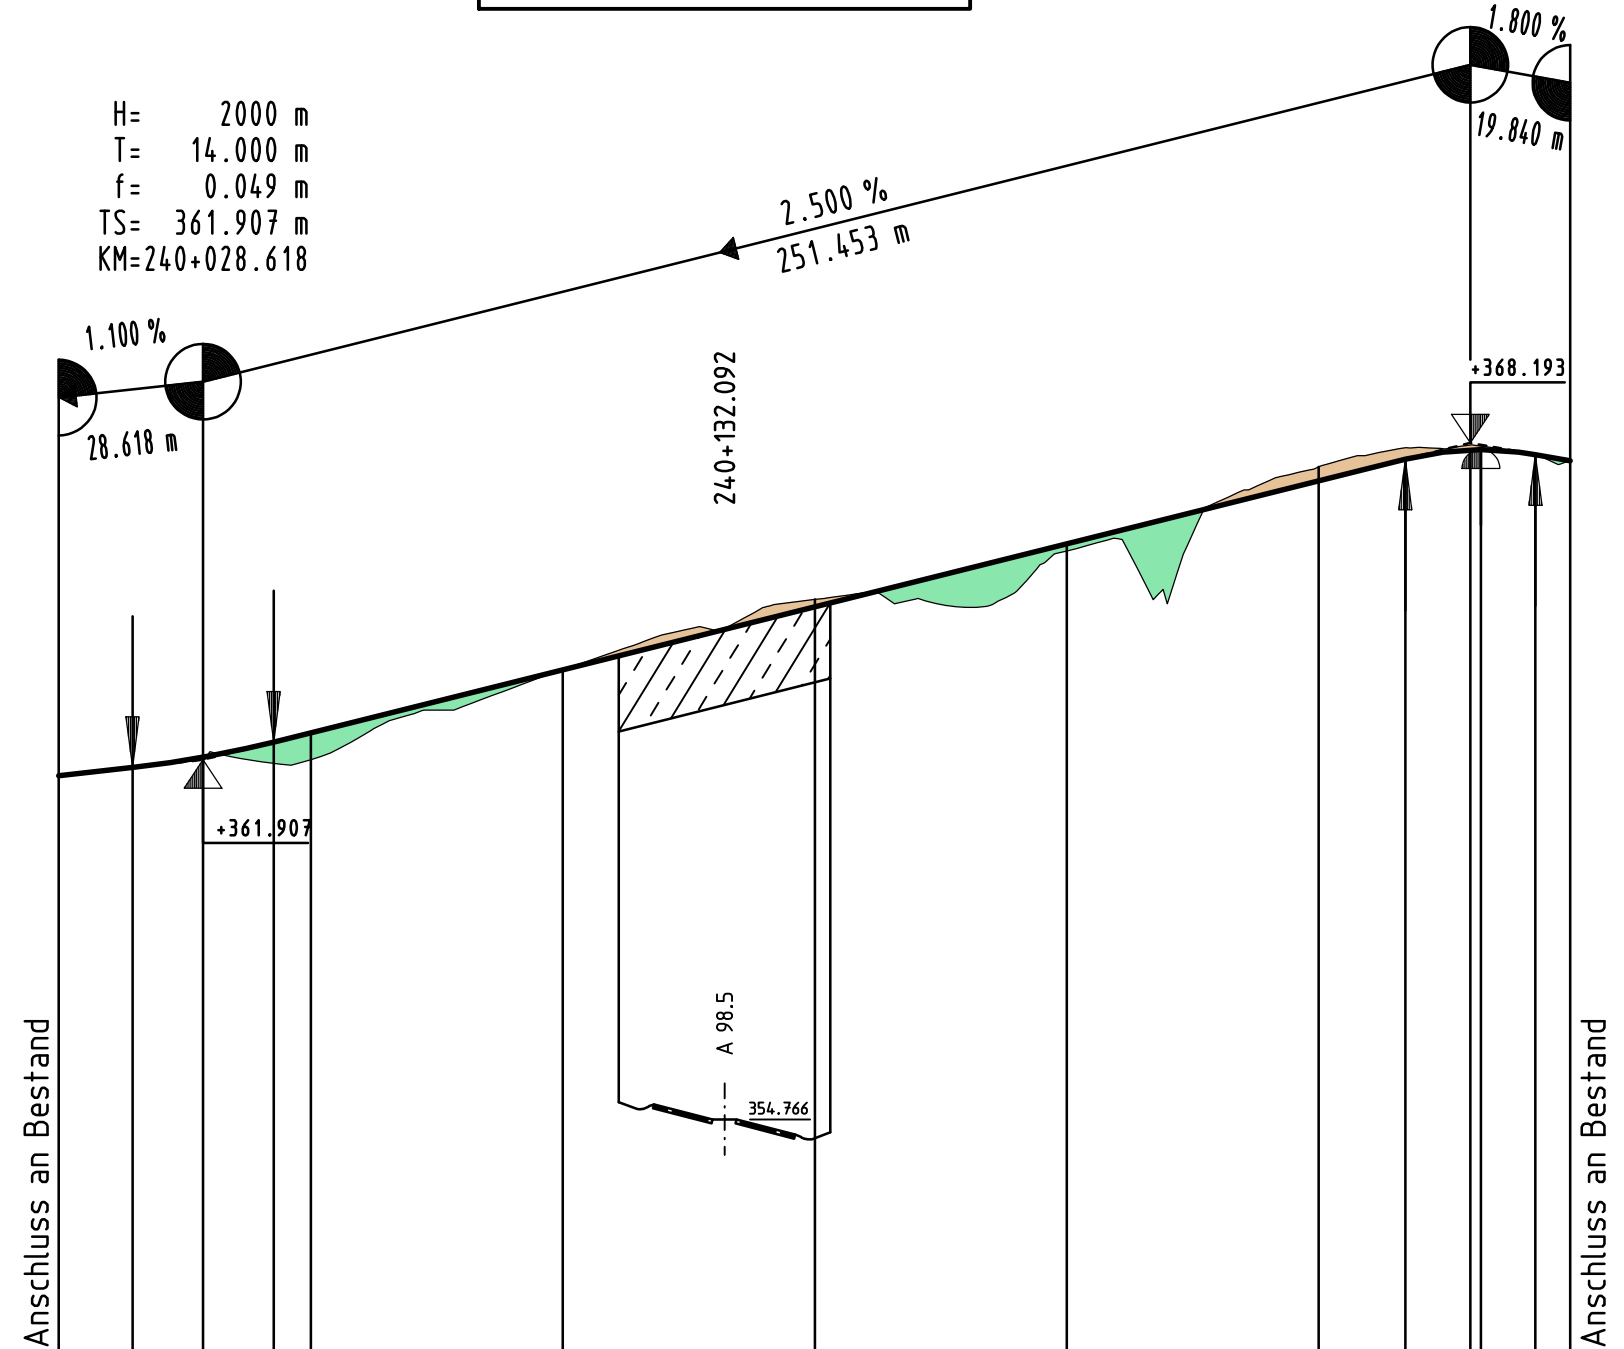 1.800 %
19.840 m
H= 2000 m
T= 14.000 m
f= 0.049 m
TS= 361.907 m
KM=240+028.618
2.500 %
251.453 m
1.100 %
28.618 m
240+132.092
+368.193
+361.907
A 98.5
354.766
Anschluss an Bestand
Anschluss an Bestand